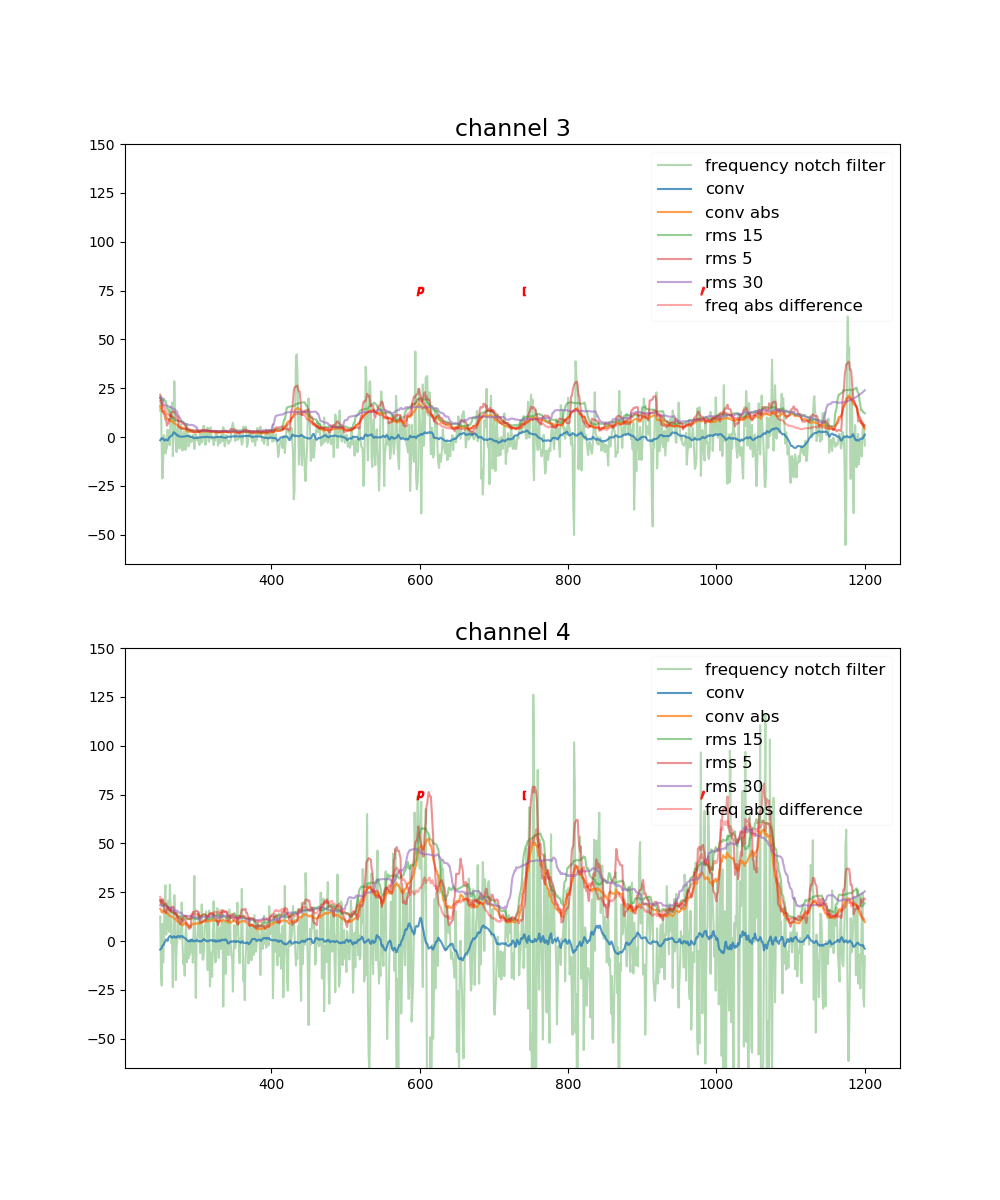 channel 3
150
125
100
75
50
25
0
−25
−50
frequency notch filter
conv
conv abs
rms 15
rms 5
rms 30
freq abs difference
p
400 600 800 1000 1200
channel 4
150
125
100
75
50
25
0
−25
−50
frequency notch filter
conv
conv abs
rms 15
rms 5
rms 30
freq abs difference
p
400 600 800 1000 1200